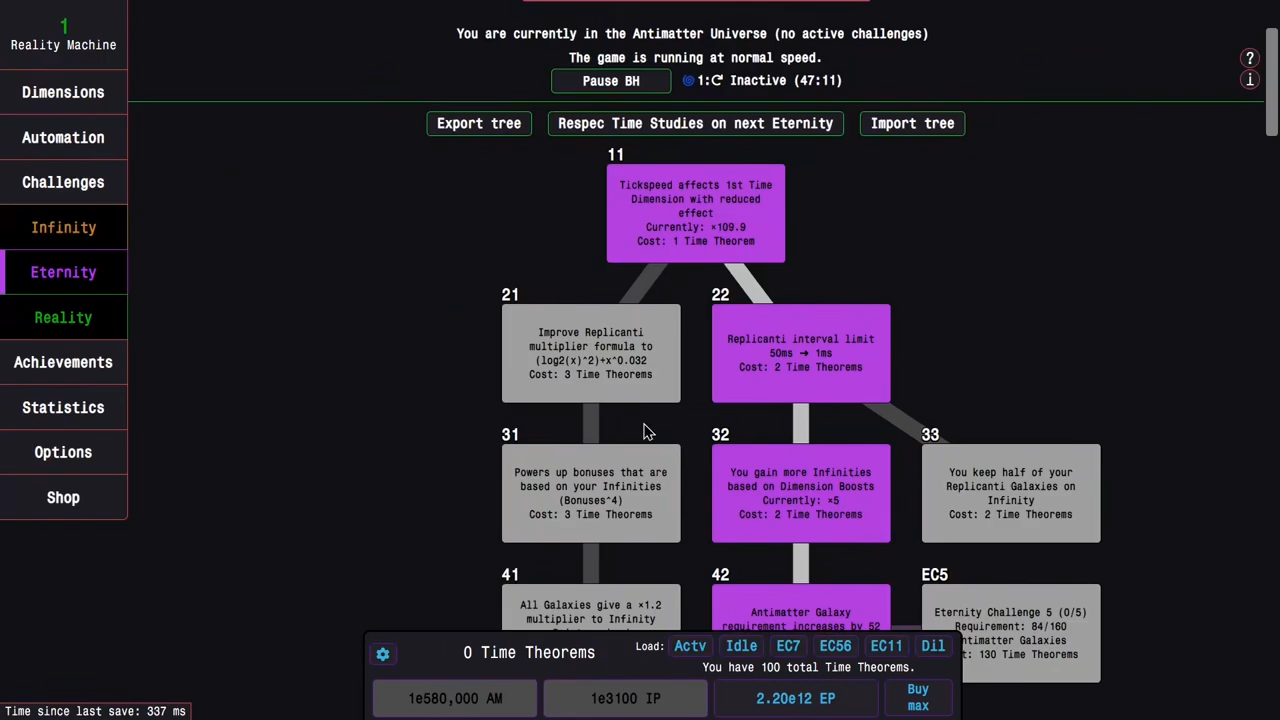 1
Reality Machine
Dimensions
Automation
Challenges
Infinity
Eternity
Reality
Achievements
Statistics
Options
Shop
You are currently in the Antimatter Universe (no active challenges)
The game is running at normal speed.
Pause BH
1: Inactive (47:11)
?
i
Export tree
Respec Time Studies on next Eternity
Import tree
11
Tickspeed affects 1st Time
Dimension with reduced
effect
Currently: ×109.9
Cost: 1 Time Theorem
21
Improve Replicanti
multiplier formula to
(log2(x)^2)+x^0.032
Cost: 3 Time Theorems
22
Replicanti interval limit
50ms ➜ 1ms
Cost: 2 Time Theorems
31
Powers up bonuses that are
based on your Infinities
(Bonuses^4)
Cost: 3 Time Theorems
32
You gain more Infinities
based on Dimension Boosts
Currently: ×5
Cost: 2 Time Theorems
33
You keep half of your
Replicanti Galaxies on
Infinity
Cost: 2 Time Theorems
41
All Galaxies give a ×1.2
multiplier to Infinity
42
Antimatter Galaxy
requirement increases by 52
EC5
Eternity Challenge 5 (0/5)
Requirement: 84/160
Antimatter Galaxies
130 Time Theorems
0 Time Theorems
Load: Actv Idle EC7 EC56 EC11 Dil
You have 100 total Time Theorems.
1e580,000 AM
1e3100 IP
2.20e12 EP
Buy
max
Time since last save: 337 ms